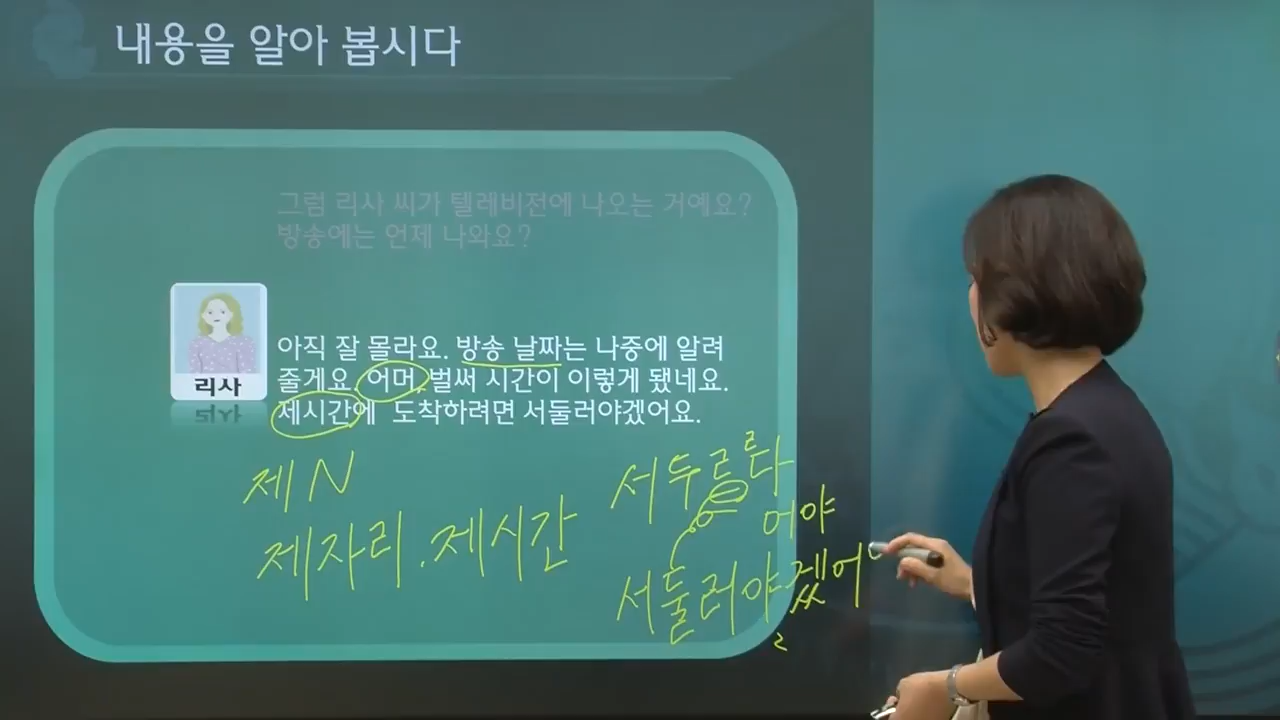 내용을 알아 봅시다
그럼 리사 씨가 텔레비전에 나오는 거예요?
방송에는 언제 나와요?
아직 잘 몰라요. 방송 날짜는 나중에 알려
줄게요. 어머, 벌써 시간이 이렇게 됐네요.
리사
제시간에 도착하려면 서둘러야겠어요.
제 N
제자리. 제시간
서두르다
ㄹ
어야
서둘러야겠어